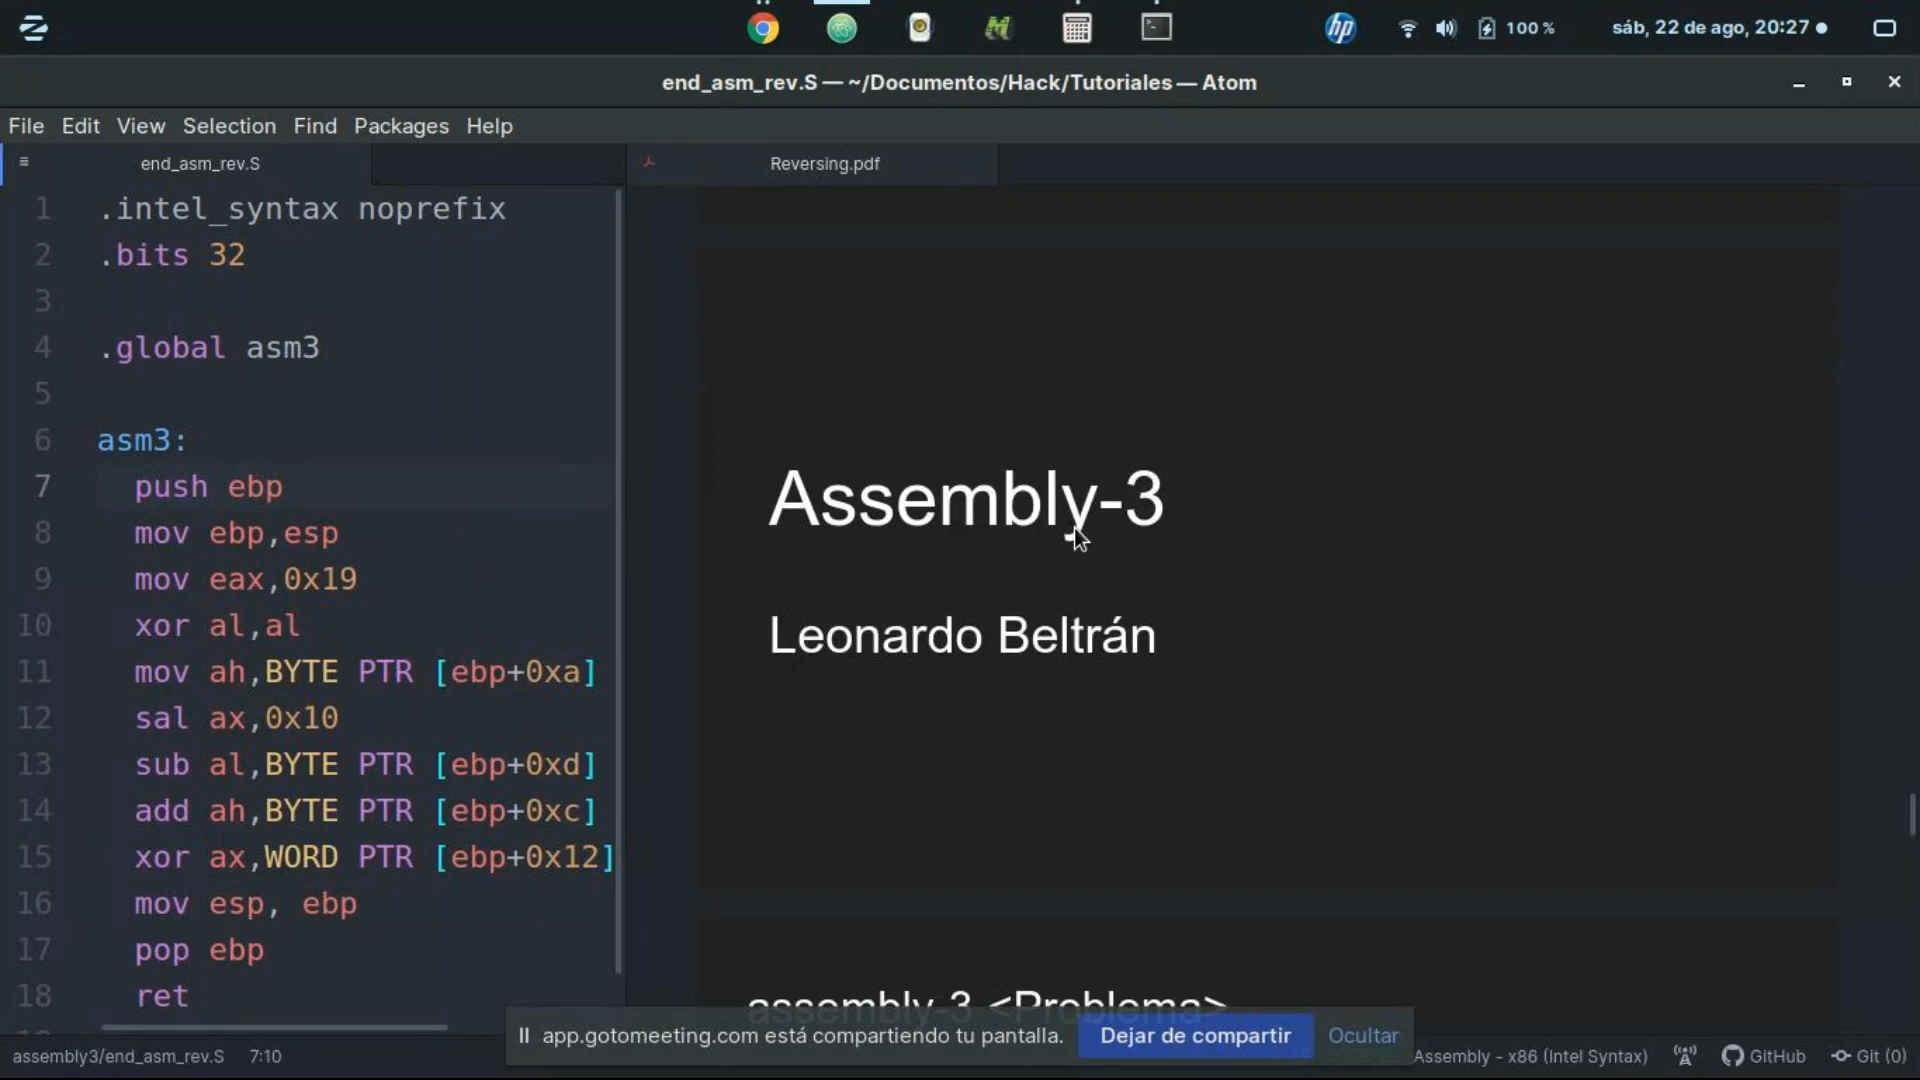 hp
100 %
sáb, 22 de ago, 20:27
end_asm_rev.S — ~/Documentos/Hack/Tutoriales — Atom
File Edit View Selection Find Packages Help
end_asm_rev.S
Reversing.pdf
1 .intel_syntax noprefix
2 .bits 32
3
4 .global asm3
5
6 asm3:
7 push ebp
8 mov ebp,esp
9 mov eax,0x19
10 xor al,al
11 mov ah,BYTE PTR [ebp+0xa]
12 sal ax,0x10
13 sub al,BYTE PTR [ebp+0xd]
14 add ah,BYTE PTR [ebp+0xc]
15 xor ax,WORD PTR [ebp+0x12]
16 mov esp, ebp
17 pop ebp
18 ret
Assembly-3
Leonardo Beltrán
assembly-3 <Problema>
app.gotomeeting.com está compartiendo tu pantalla. Dejar de compartir Ocultar
assembly3/end_asm_rev.S 7:10
Assembly - x86 (Intel Syntax) GitHub Git (0)